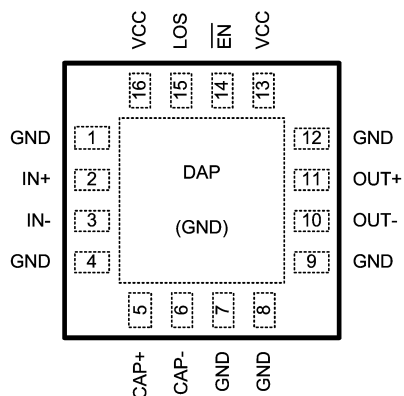 VCC LOS EN VCC
16 15 14 13
GND 1 12 GND
IN+ 2 DAP 11 OUT+
IN- 3 (GND) 10 OUT-
GND 4 9 GND
5 6 7 8
CAP+ CAP- GND GND